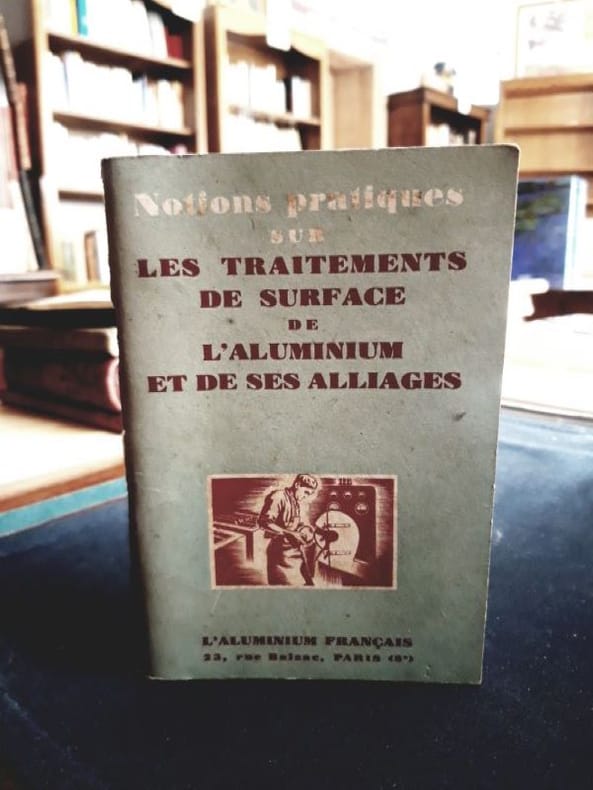 Notions pratiques
SUR
LES TRAITEMENTS
DE SURFACE
DE
L'ALUMINIUM
ET DE SES ALLIAGES
L'ALUMINIUM FRANÇAIS
23, rue Balzac, PARIS (8e)